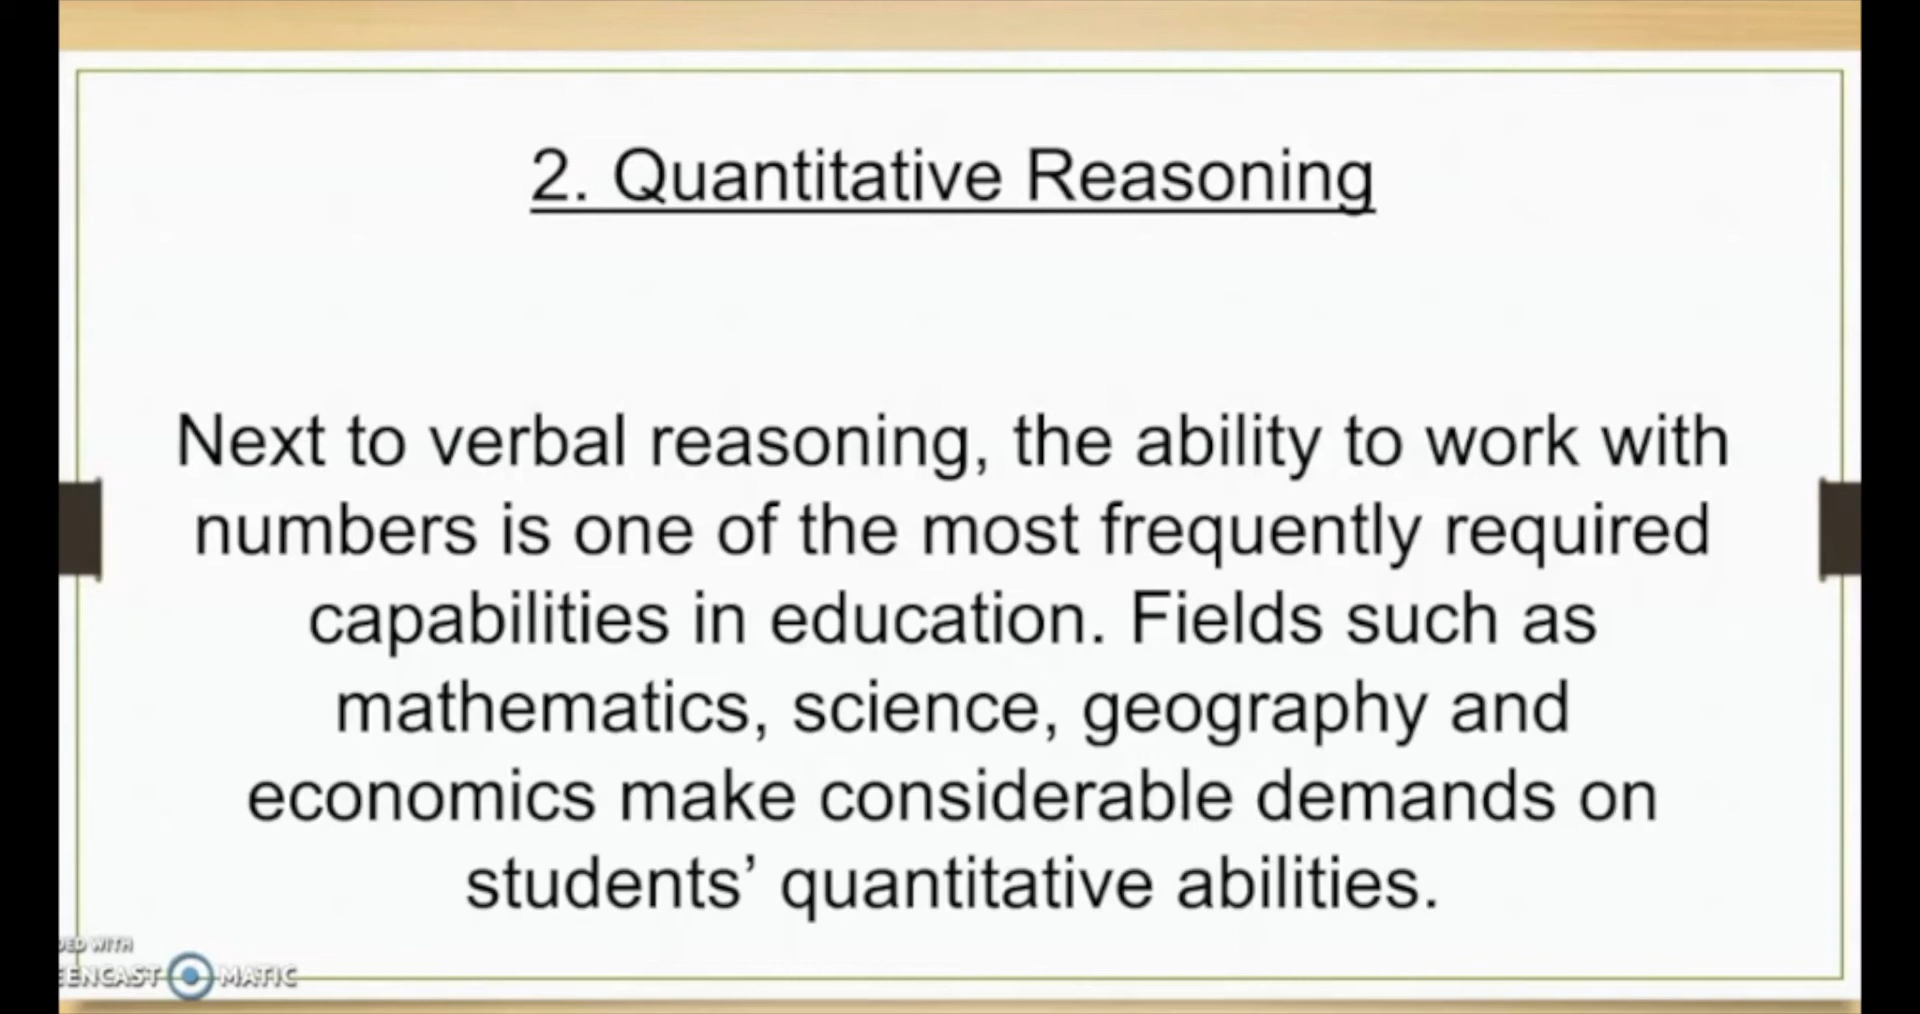 2. Quantitative Reasoning
Next to verbal reasoning, the ability to work with
numbers is one of the most frequently required
capabilities in education. Fields such as
mathematics, science, geography and
economics make considerable demands on
students’ quantitative abilities.
WITH
MATIC